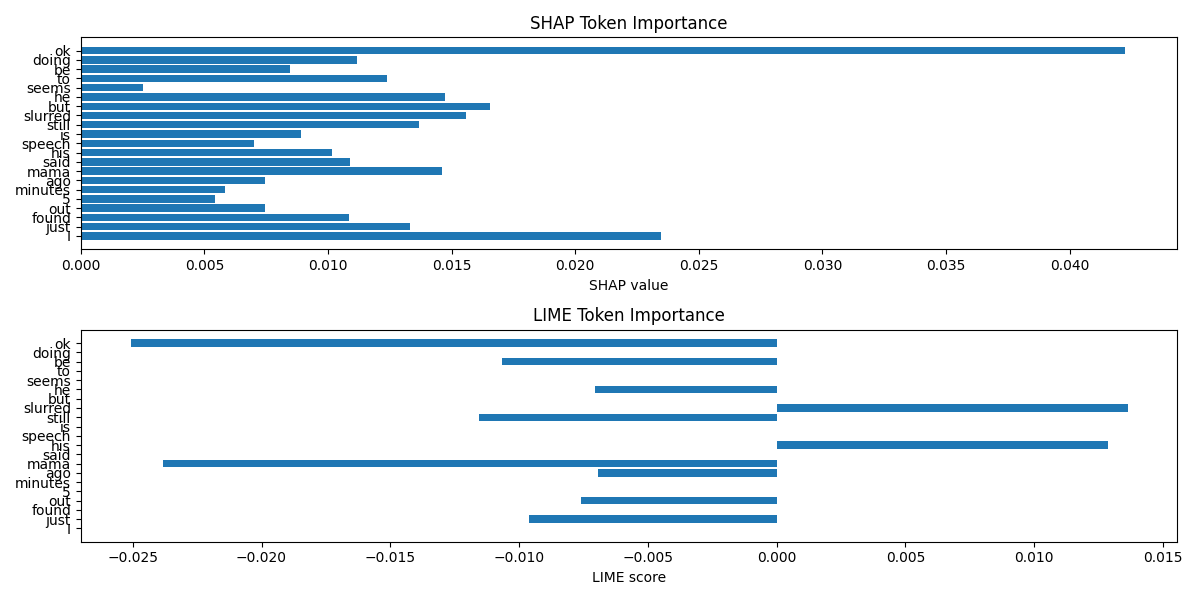 SHAP Token Importance
ok
doing
be
to
seems
he
but
slurred
still
is
speech
his
said
mama
ago
minutes
5
out
found
just
I
0.000 0.005 0.010 0.015 0.020 0.025 0.030 0.035 0.040
SHAP value
LIME Token Importance
ok
doing
be
to
seems
he
but
slurred
still
is
speech
his
said
mama
ago
minutes
5
out
found
just
I
−0.025 −0.020 −0.015 −0.010 −0.005 0.000 0.005 0.010 0.015
LIME score